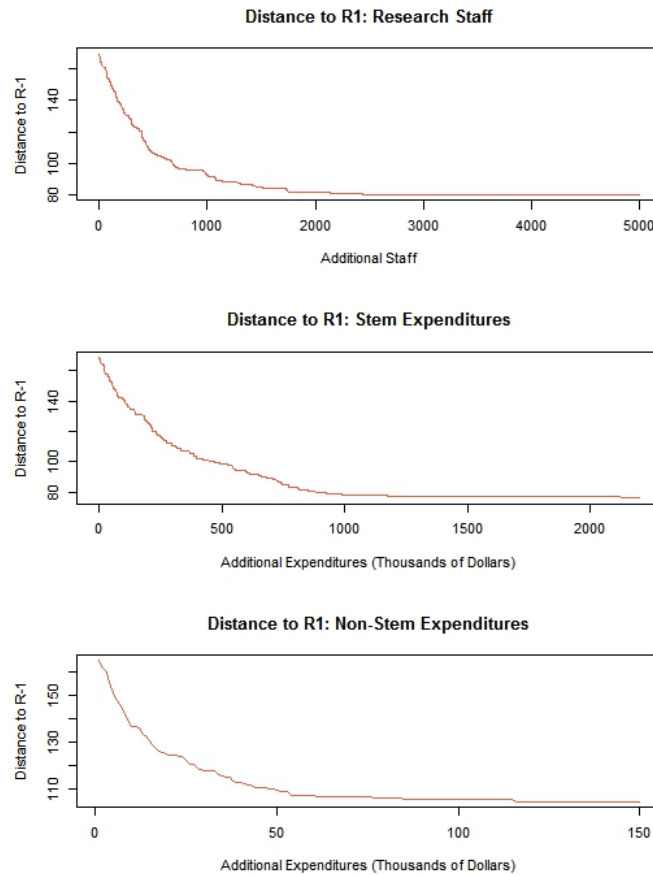 Distance to R1: Research Staff
Distance to R-1
140
100
80
0 1000 2000 3000 4000 5000
Additional Staff
Distance to R1: Stem Expenditures
Distance to R-1
140
100
80
0 500 1000 1500 2000
Additional Expenditures (Thousands of Dollars)
Distance to R1: Non-Stem Expenditures
Distance to R-1
150
130
110
0 50 100 150
Additional Expenditures (Thousands of Dollars)